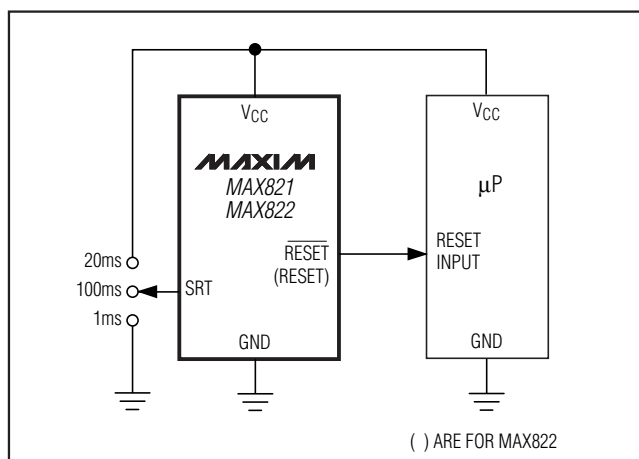 VCC
MAXIM
MAX821
MAX822
RESET
(RESET)
SRT
GND
20ms
100ms
1ms
VCC
μP
RESET
INPUT
GND
( ) ARE FOR MAX822